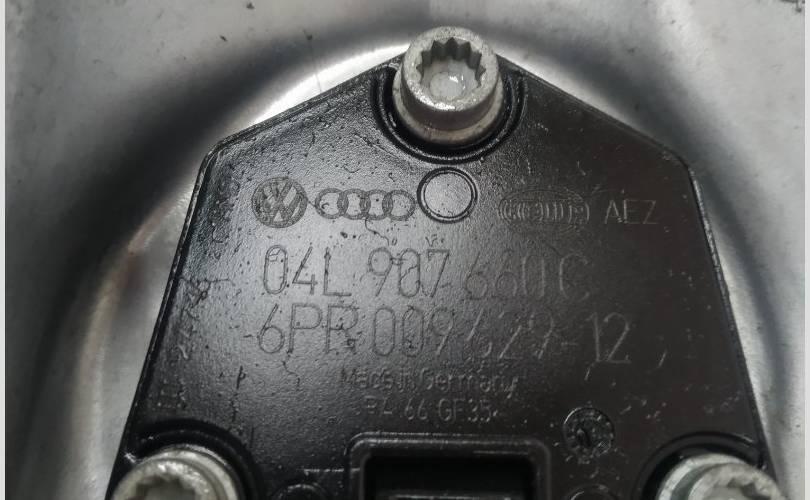 AEZ
04L 907 660 C
6PR 009 629-12
Made in Germany
PA 66 GF35